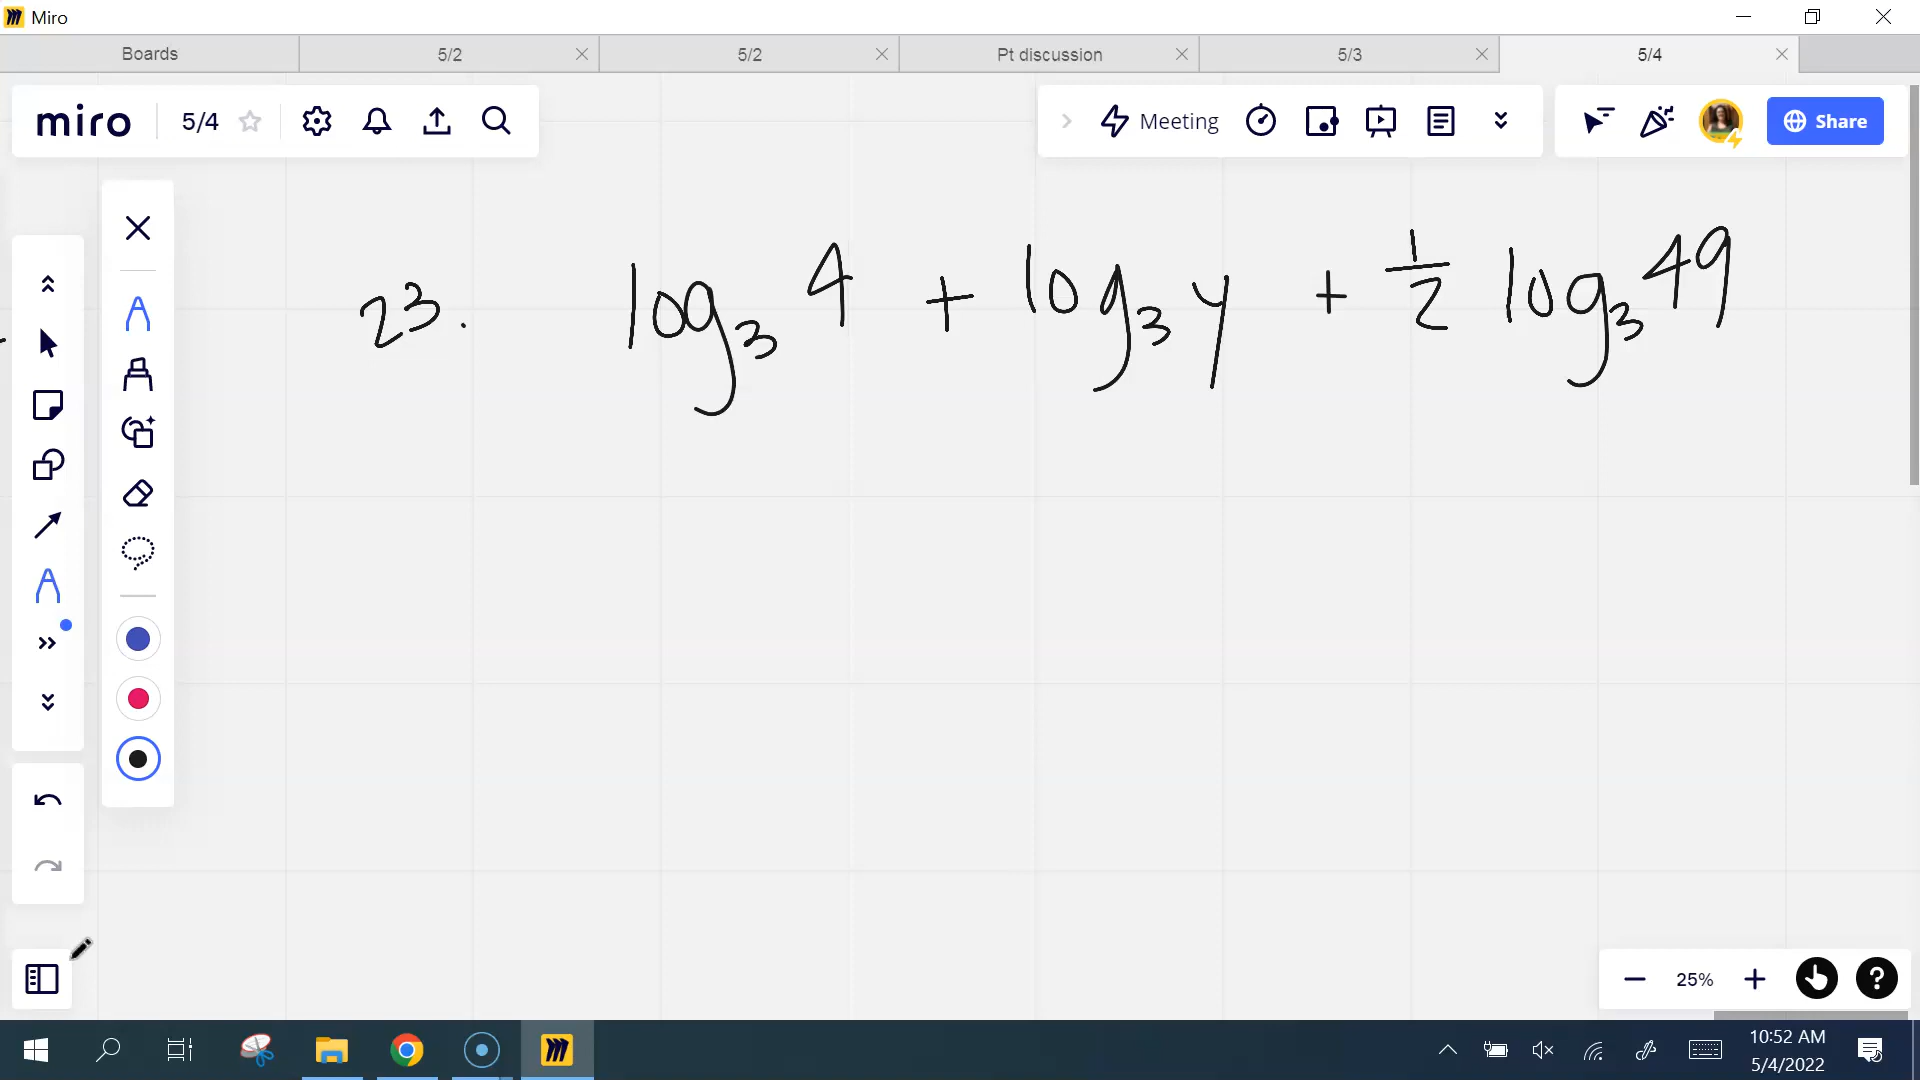 Miro
Boards 5/2 5/2 Pt discussion 5/3 5/4
miro 5/4 Meeting Share
23. log₃ 4 + log₃ y + 1/2 log₃ 49
25%
10:52 AM
5/4/2022